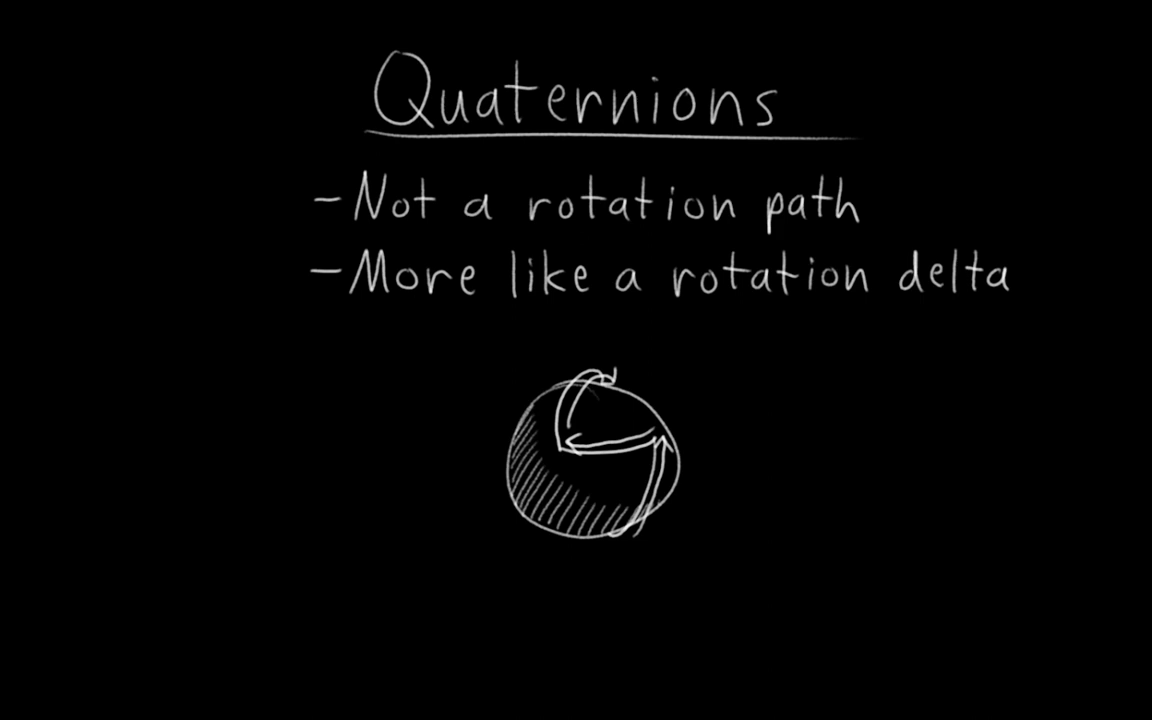 Quaternions
-Not a rotation path
-More like a rotation delta